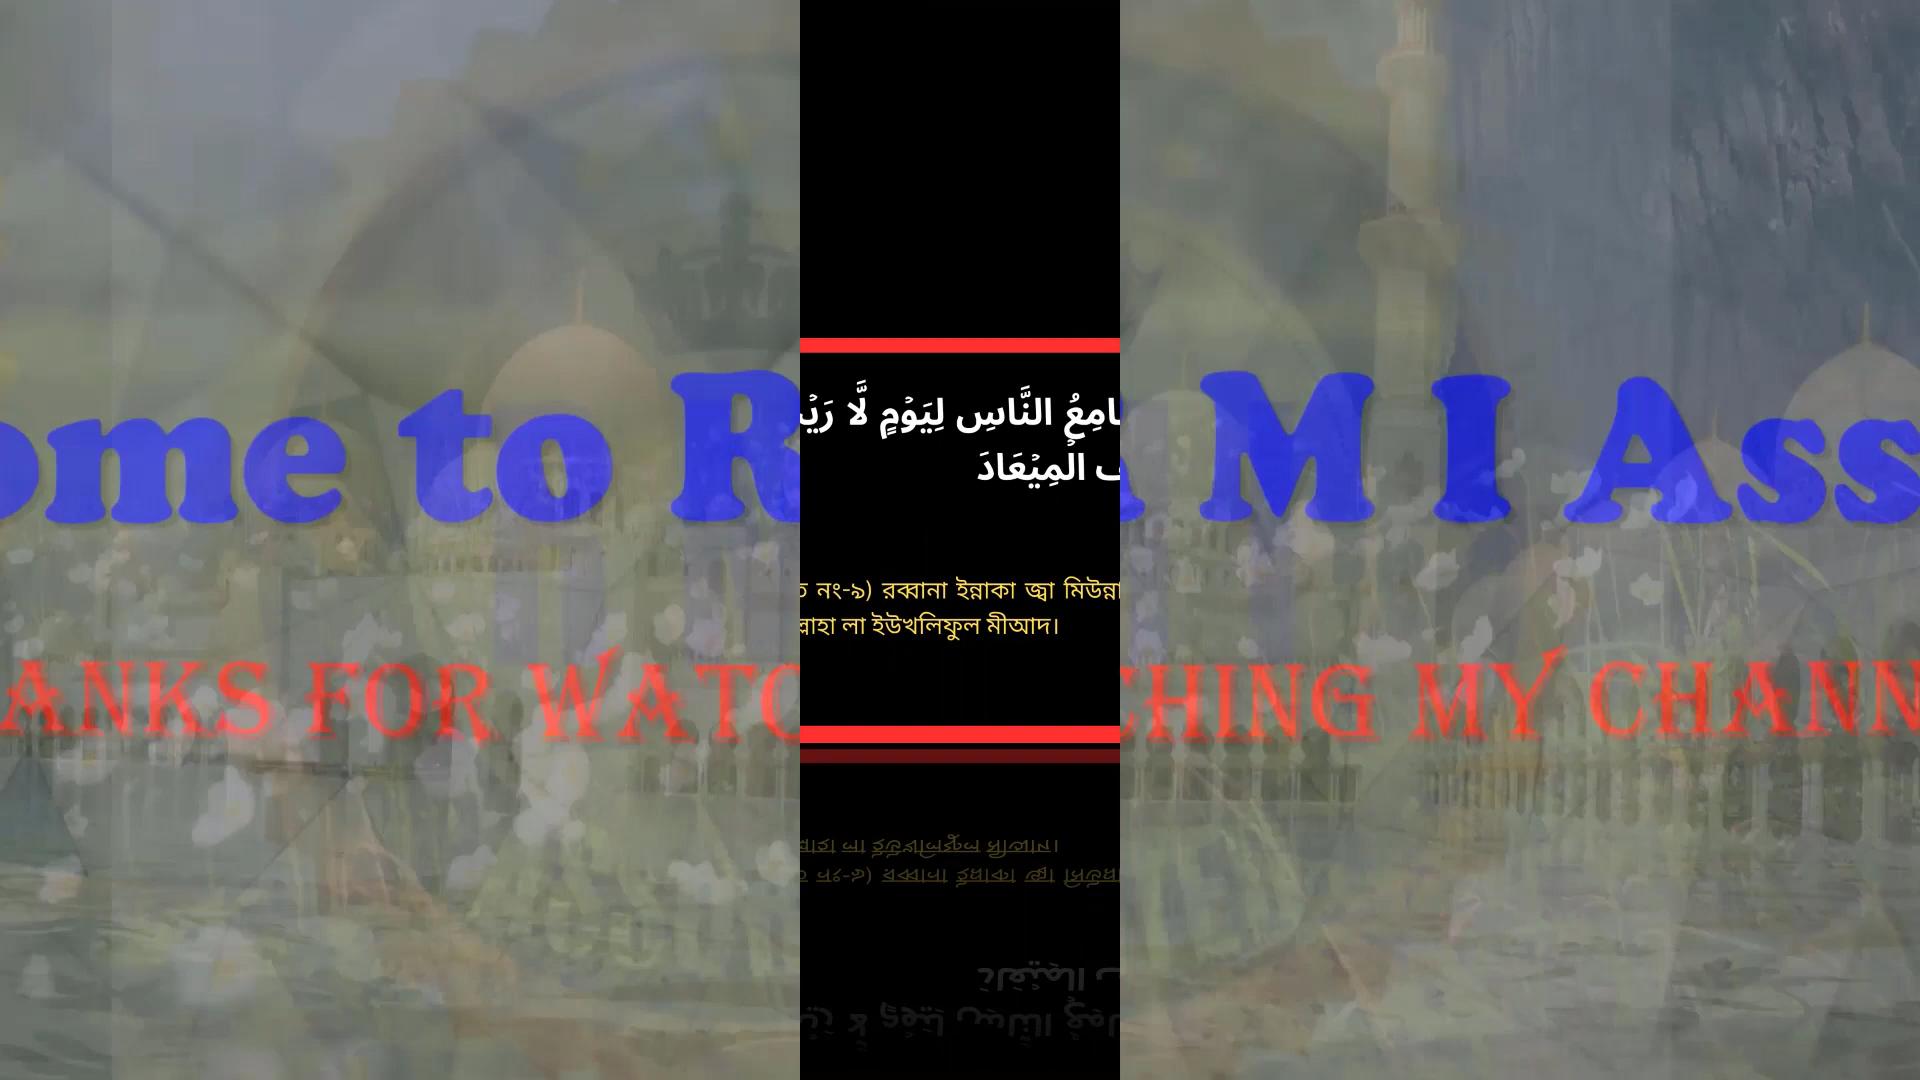 ome to R M I Ass
ANKS FOR WATC CHING MY CHANN
امِعُ النَّاسِ لِيَوْمٍ لَّا رَيْ
ف الْمِيْعَادَ
ত নং-৯) রব্বানা ইন্নাকা জ্বা মিউন্না
ল্লাহা লা ইউখলিফুল মীআদ।